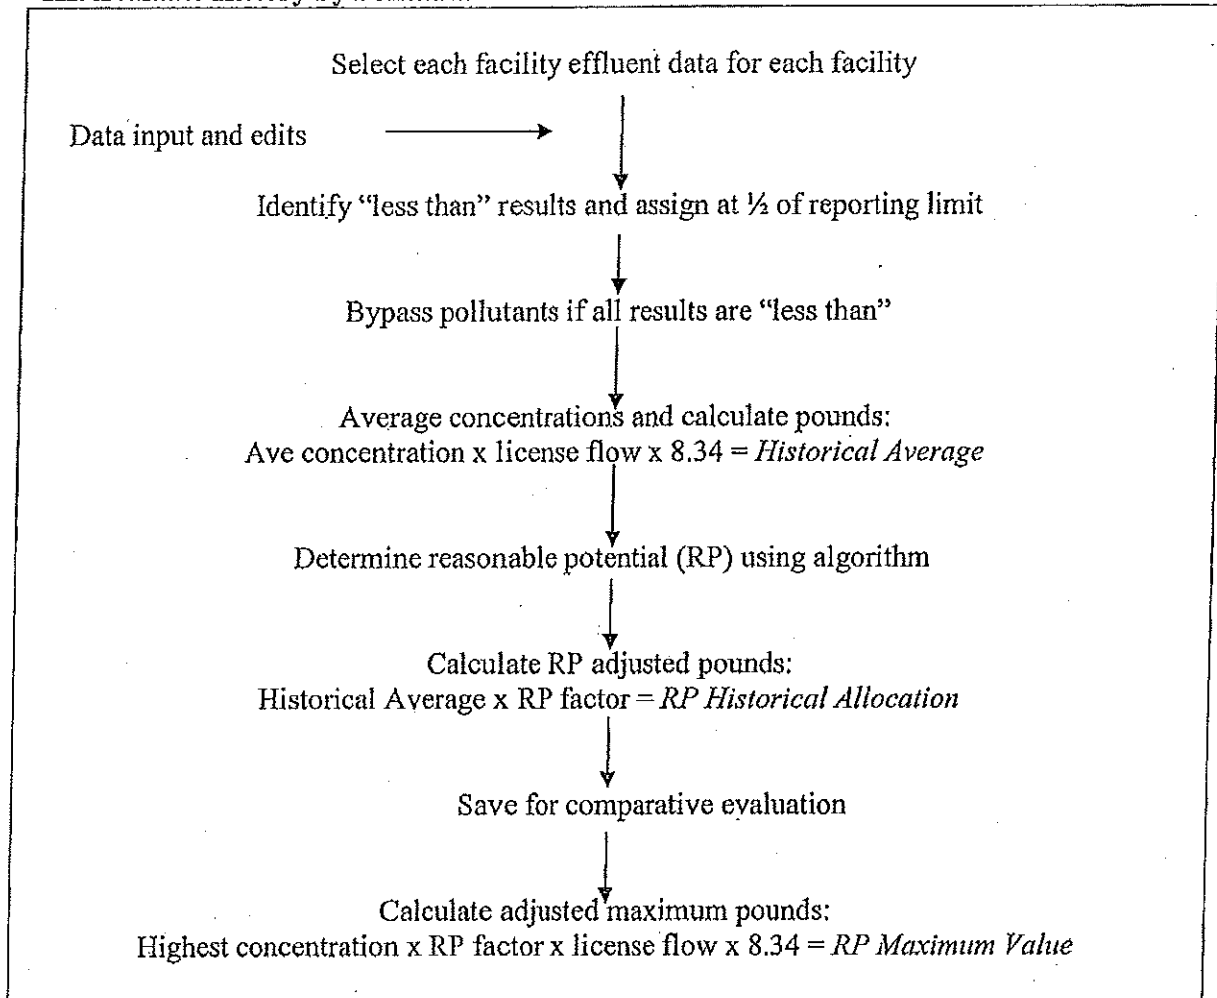 Select each facility effluent data for each facility
Data input and edits
Identify “less than” results and assign at ½ of reporting limit
Bypass pollutants if all results are “less than”
Average concentrations and calculate pounds:
Ave concentration x license flow x 8.34 = Historical Average
Determine reasonable potential (RP) using algorithm
Calculate RP adjusted pounds:
Historical Average x RP factor = RP Historical Allocation
Save for comparative evaluation
Calculate adjusted maximum pounds:
Highest concentration x RP factor x license flow x 8.34 = RP Maximum Value